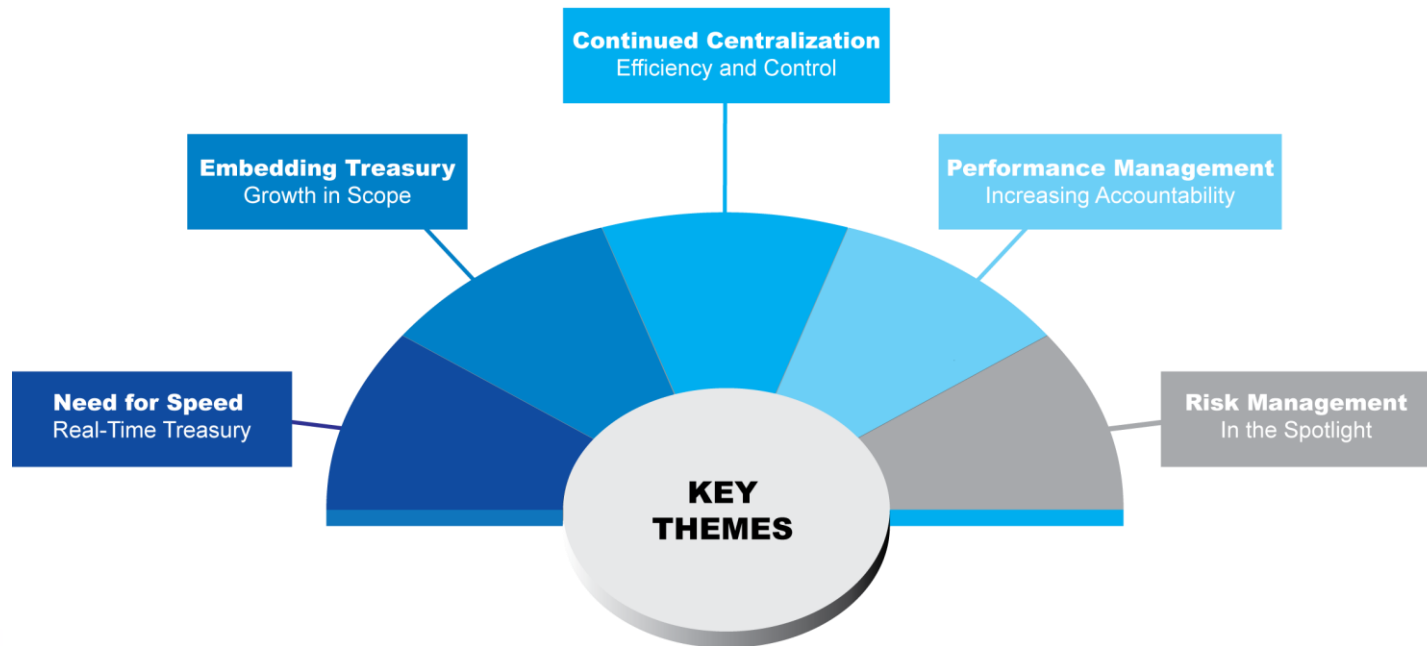 Continued Centralization
Efficiency and Control
Embedding Treasury
Growth in Scope
Performance Management
Increasing Accountability
Need for Speed
Real-Time Treasury
Risk Management
In the Spotlight
KEY
THEMES